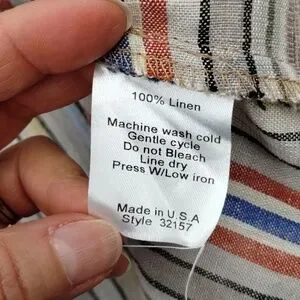 100% Linen
Machine wash cold
Gentle cycle
Do not Bleach
Line dry
Press W/Low iron
Made in U.S.A
Style 32157